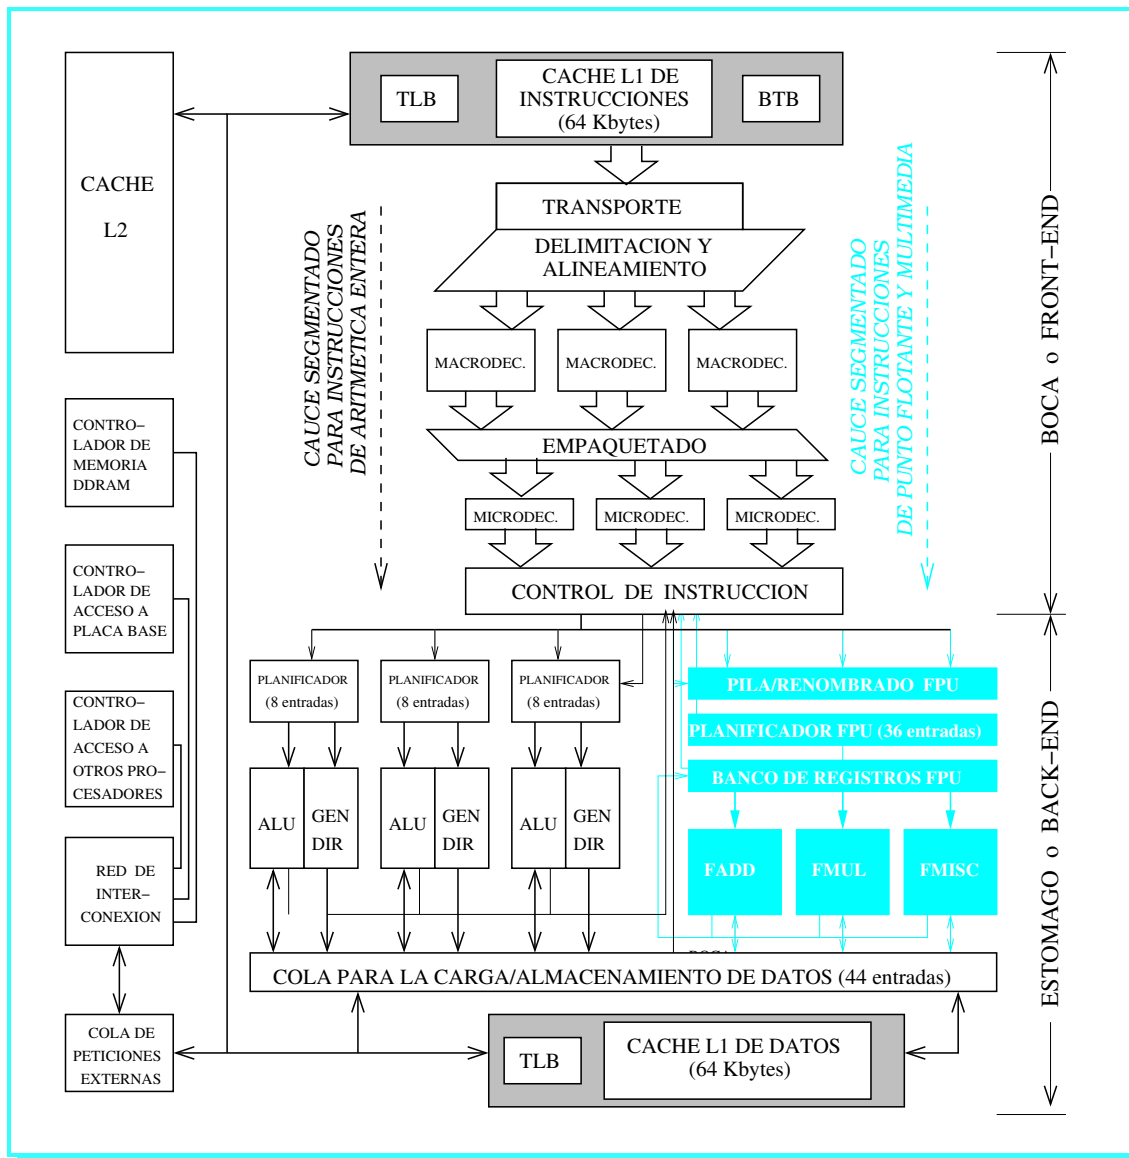 CACHE
L2
TLB
CACHE L1 DE
INSTRUCCIONES
(64 Kbytes)
BTB
TRANSPORTE
DELIMITACION Y
ALINEAMIENTO
MACRODEC.
MACRODEC.
MACRODEC.
EMPAQUETADO
MICRODEC.
MICRODEC.
MICRODEC.
CONTROL DE INSTRUCCION
CAUCE SEGMENTADO
PARA INSTRUCCIONES
DE ARITMETICA ENTERA
CAUCE SEGMENTADO
PARA INSTRUCCIONES
DE PUNTO FLOTANTE Y MULTIMEDIA
BOCA o FRONT-END
CONTRO-
LADOR DE
MEMORIA
DDRAM
CONTRO-
LADOR DE
ACCESO A
PLACA BASE
CONTRO-
LADOR DE
ACCESO A
OTROS PRO-
CESADORES
RED DE
INTER-
CONEXION
COLA DE
PETICIONES
EXTERNAS
PLANIFICADOR
(8 entradas)
PLANIFICADOR
(8 entradas)
PLANIFICADOR
(8 entradas)
ALU
GEN
DIR
ALU
GEN
DIR
ALU
GEN
DIR
PILA/RENOMBRADO FPU
PLANIFICADOR FPU (36 entradas)
BANCO DE REGISTROS FPU
FADD
FMUL
FMISC
COLA PARA LA CARGA/ALMACENAMIENTO DE DATOS (44 entradas)
TLB
CACHE L1 DE DATOS
(64 Kbytes)
ESTOMAGO o BACK-END